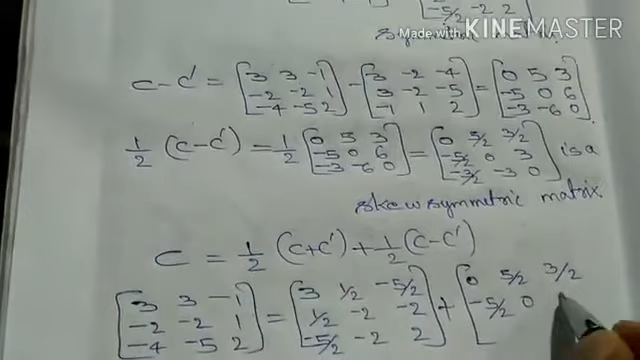 -5/2 -2 2
Made with KINEMASTER
C-C' = [3 3 -1] - [3 -2 -4] = [0 5 3]
[-2 -2 1] [3 -2 -5] [-5 0 6]
[-4 -5 2] [-1 1 2] [-3 -6 0].
1/2 (C-C') = 1/2 [0 5 3] = [0 5/2 3/2] is a
[-5 0 6] [-5/2 0 3]
[-3 -6 0] [-3/2 -3 0]
skew symmetric matrix.
C = 1/2 (C+C') + 1/2 (C-C')
[3 3 -1] = [3 1/2 -5/2] + [0 5/2 3/2
[-2 -2 1] [1/2 -2 -2] [-5/2 0
[-4 -5 2] [-5/2 -2 2]